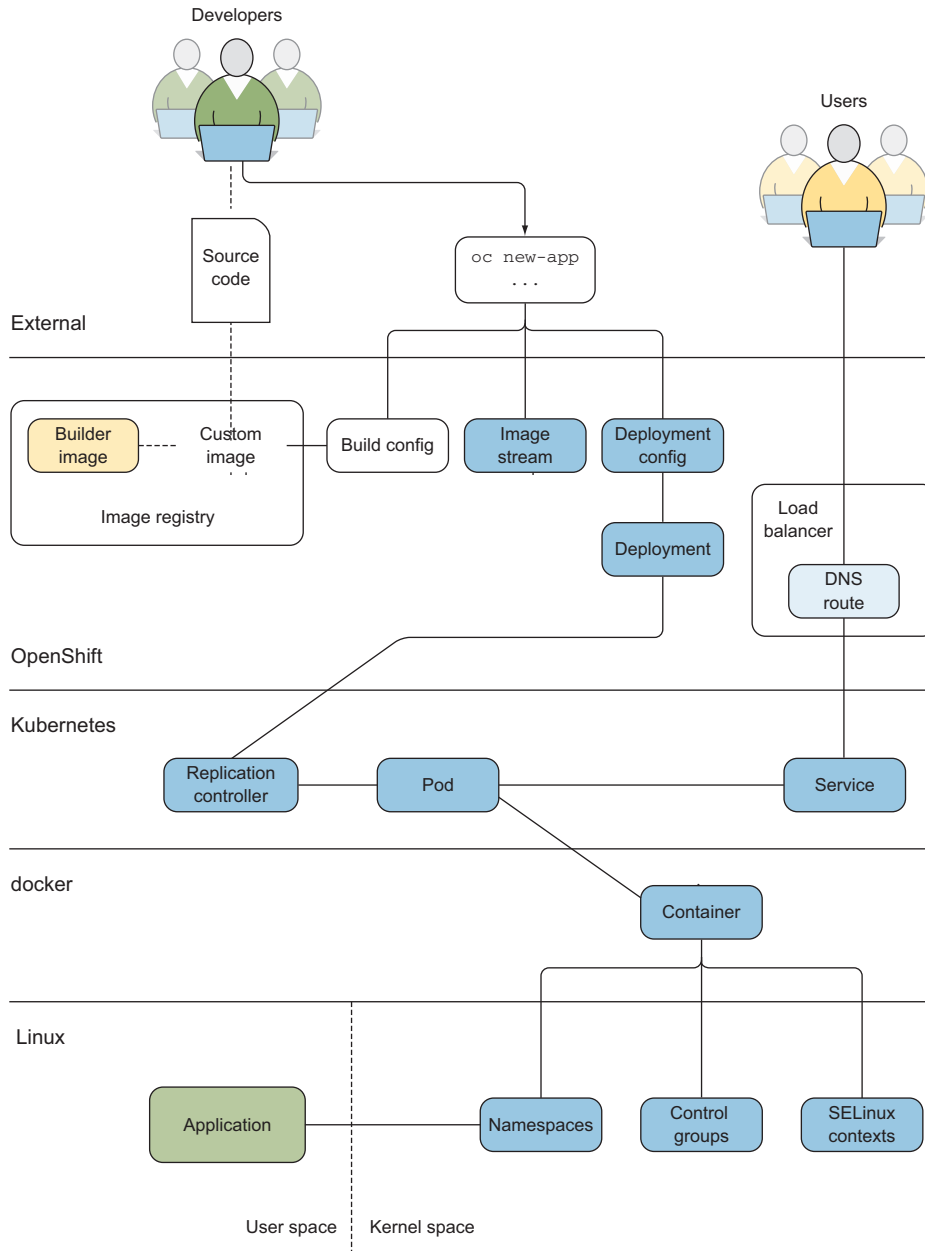 Developers
Users
Source
code
oc new-app
...
External
Builder
image
Custom
image
Build config
Image
stream
Deployment
config
Image registry
Deployment
Load
balancer
DNS
route
OpenShift
Kubernetes
Replication
controller
Pod
Service
docker
Container
Linux
Application
Namespaces
Control
groups
SELinux
contexts
User space
Kernel space